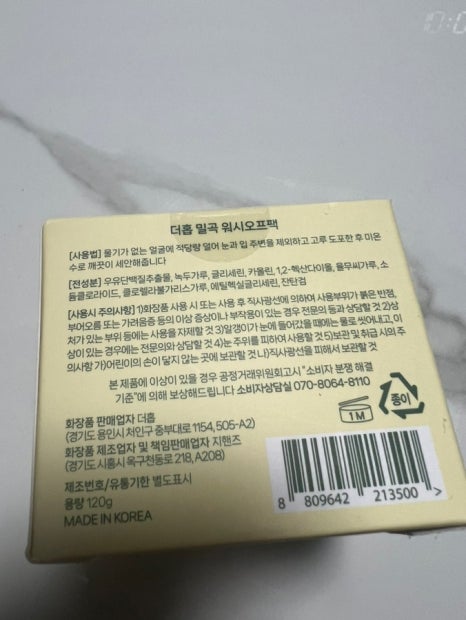 더흡 밀곡 워시오프팩
[사용법] 물기가 없는 얼굴에 적당량 덜어 눈과 입 주변을 제외하고 고루 도포한 후 미온
수로 깨끗이 세안해줍니다
[전성분] 우유단백질추출물, 녹두가루, 글리세린, 카올린, 1,2-헥산다이올, 율무씨가루, 소
듐클로라이드, 클로렐라불가리스가루, 에틸헥실글리세린, 잔탄검
[사용시 주의사항] 1)화장품 사용 시 또는 사용 후 직사광선에 의하여 사용부위가 붉은 반점,
부어오름 또는 가려움증 등의 이상 증상이나 부작용이 있는 경우 전문의 등과 상담할 것 2)상
처가 있는 부위 등에는 사용을 자제할 것 3)알갱이가 눈에 들어갔을 때에는 물로 씻어내고, 이
상이 있는 경우에는 전문의와 상담할 것 4)눈 주위를 피하여 사용할 것 5)보관 및 취급 시의 주
의사항 가)어린이의 손이 닿지 않는 곳에 보관할 것 나)직사광선을 피해서 보관할 것
본 제품에 이상이 있을 경우 공정거래위원회고시 "소비자 분쟁 해결
기준"에 의해 보상해드립니다 소비자상담실 070-8064-8110
종이
1M
화장품 판매업자 더흡
(경기도 용인시 처인구 중부대로 1154, 505-A2)
화장품 제조업자 및 책임판매업자 지핸즈
(경기도 시흥시 옥구천동로 218, A208)
제조번호/유통기한 별도표시
용량 120g
MADE IN KOREA
8 809642 213500 >